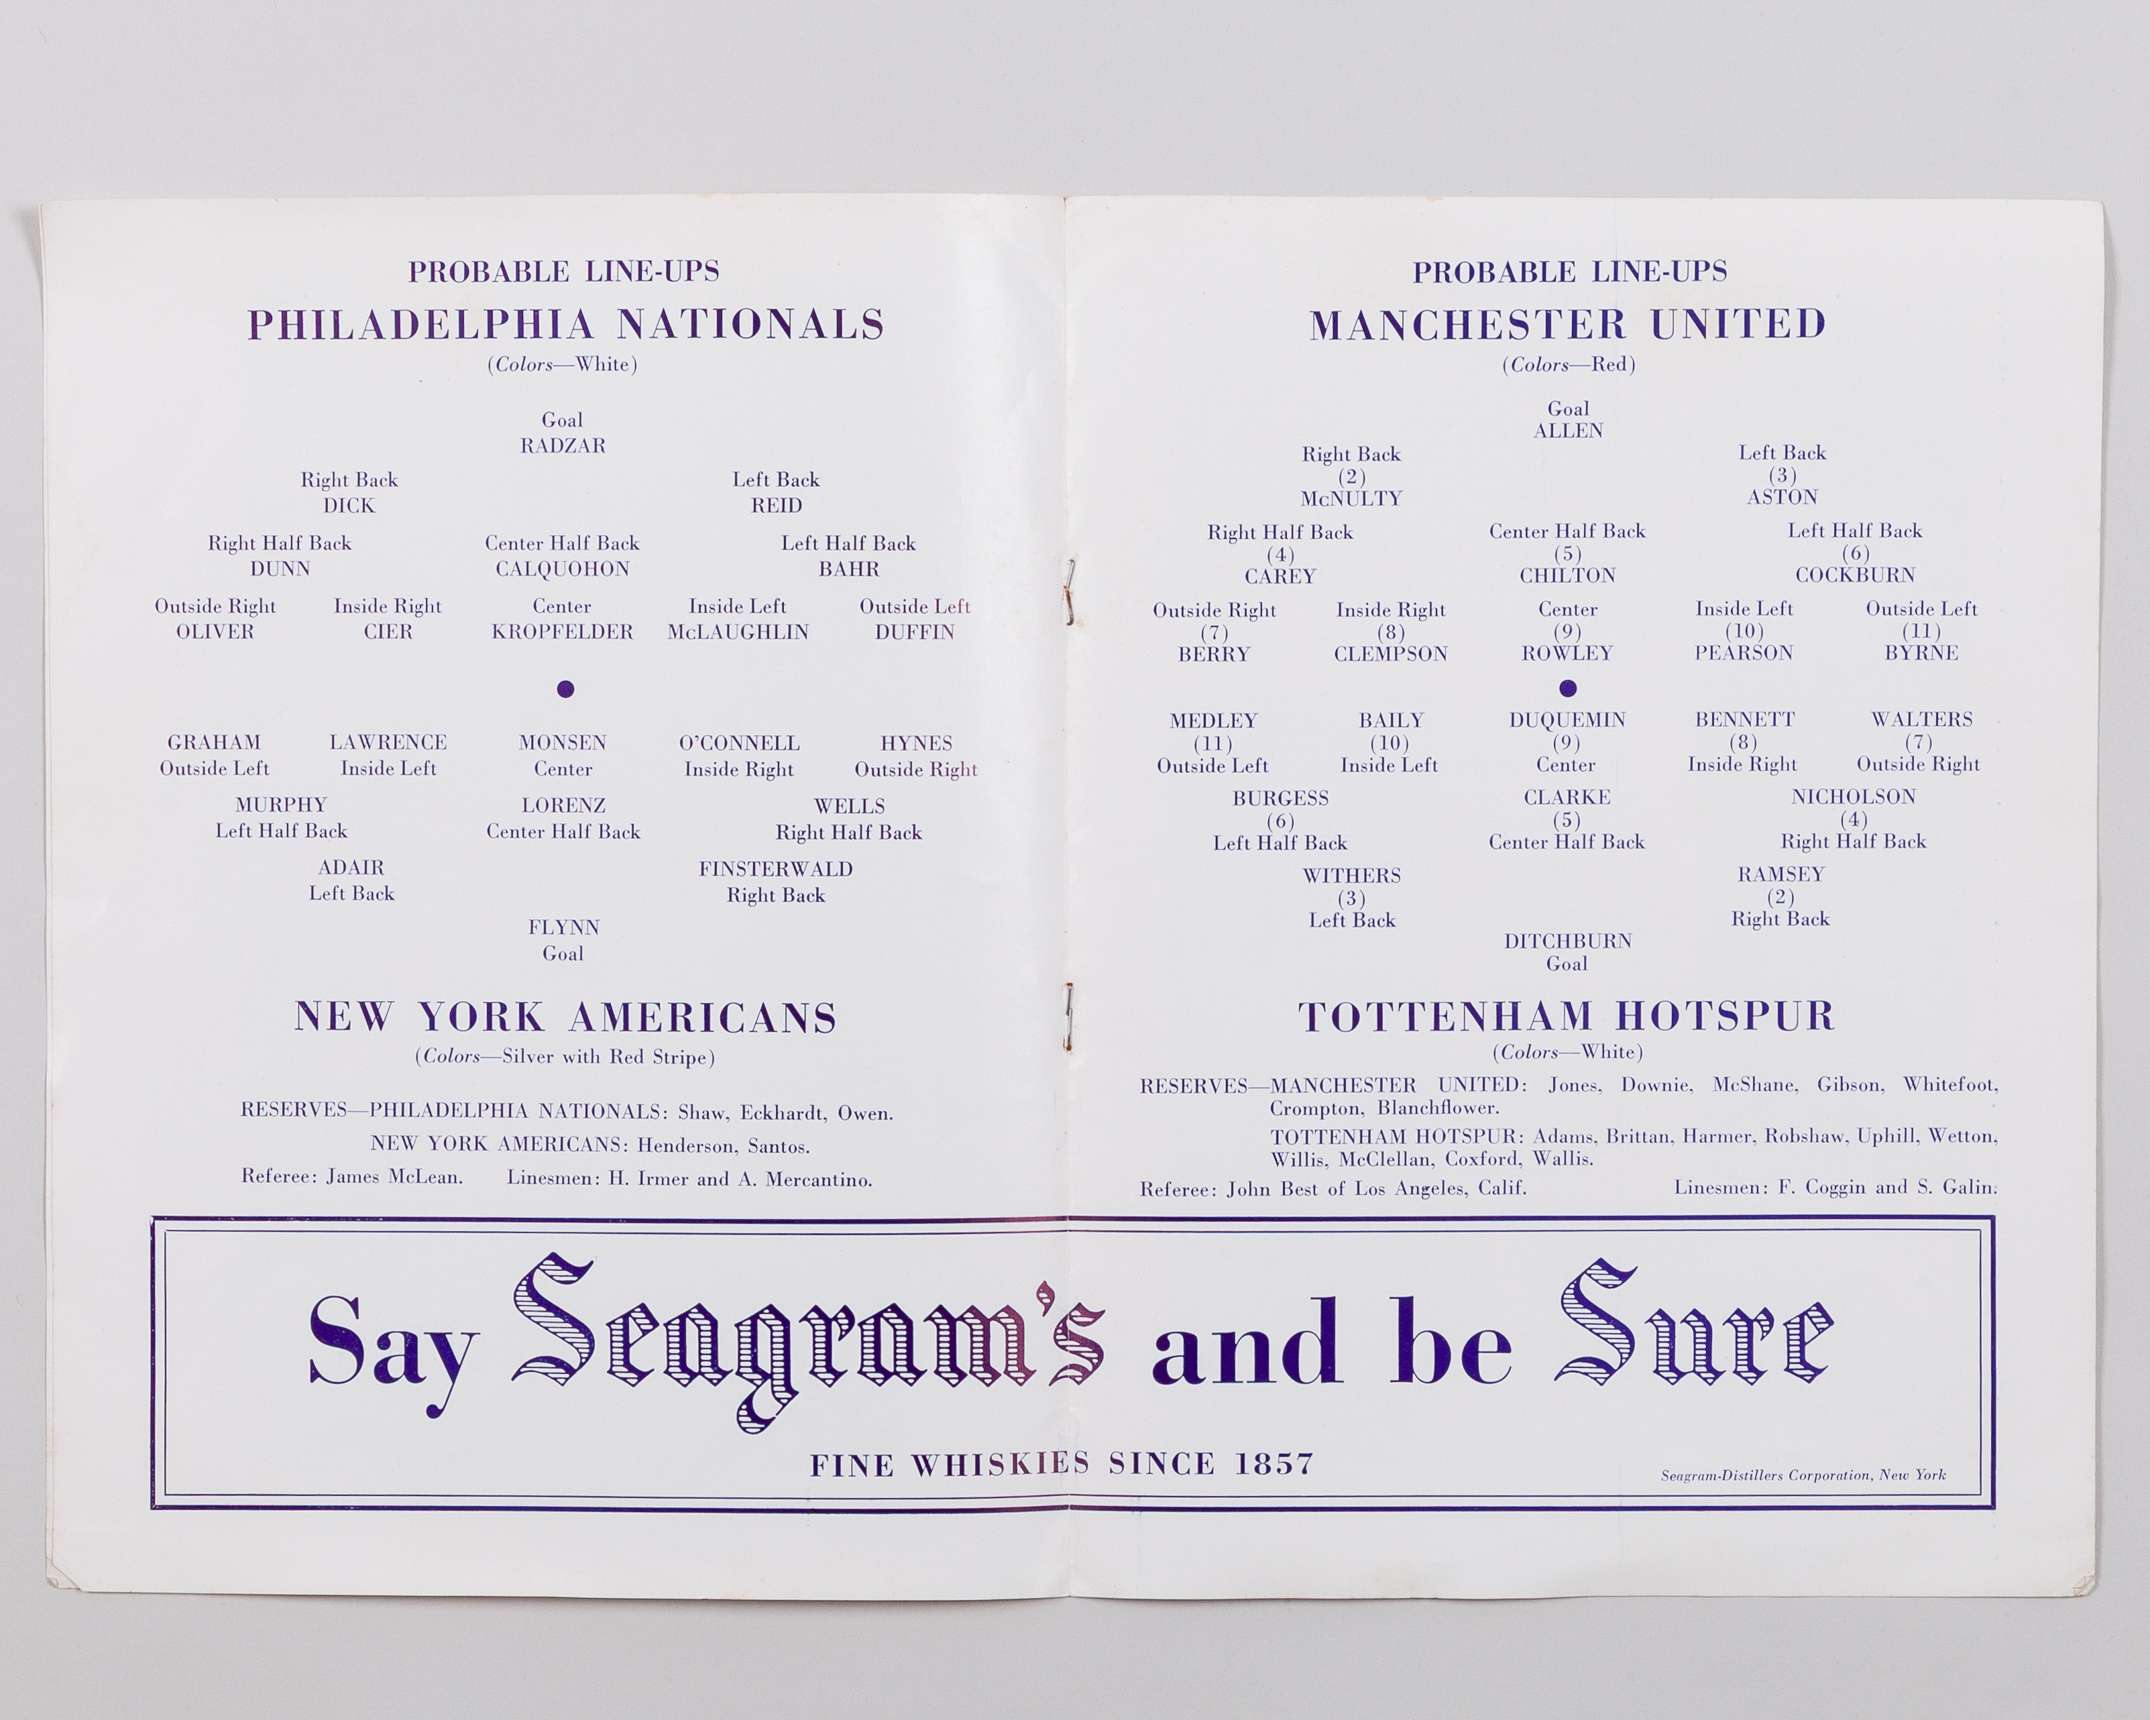 PROBABLE LINE-UPS
PHILADELPHIA NATIONALS
(Colors—White)
Goal
RADZAR
Right Back Left Back
DICK REID
Right Half Back Center Half Back Left Half Back
DUNN CALQUOHON BAHR
Outside Right Inside Right Center Inside Left Outside Left
OLIVER CIER KROPFELDER McLAUGHLIN DUFFIN
GRAHAM LAWRENCE MONSEN O'CONNELL HYNES
Outside Left Inside Left Center Inside Right Outside Right
MURPHY LORENZ WELLS
Left Half Back Center Half Back Right Half Back
ADAIR FINSTERWALD
Left Back Right Back
FLYNN
Goal
NEW YORK AMERICANS
(Colors—Silver with Red Stripe)
RESERVES—PHILADELPHIA NATIONALS: Shaw, Eckhardt, Owen.
NEW YORK AMERICANS: Henderson, Santos.
Referee: James McLean. Linesmen: H. Irmer and A. Mercantino.
PROBABLE LINE-UPS
MANCHESTER UNITED
(Colors—Red)
Goal
ALLEN
Right Back Left Back
(2) (3)
McNULTY ASTON
Right Half Back Center Half Back Left Half Back
(4) (5) (6)
CAREY CHILTON COCKBURN
Outside Right Inside Right Center Inside Left Outside Left
(7) (8) (9) (10) (11)
BERRY CLEMPSON ROWLEY PEARSON BYRNE
MEDLEY BAILY DUQUEMIN BENNETT WALTERS
(11) (10) (9) (8) (7)
Outside Left Inside Left Center Inside Right Outside Right
BURGESS CLARKE NICHOLSON
(6) (5) (4)
Left Half Back Center Half Back Right Half Back
WITHERS RAMSEY
(3) (2)
Left Back Right Back
DITCHBURN
Goal
TOTTENHAM HOTSPUR
(Colors—White)
RESERVES—MANCHESTER UNITED: Jones, Downie, McShane, Gibson, Whitefoot,
Crompton, Blanchflower.
TOTTENHAM HOTSPUR: Adams, Brittan, Harmer, Robshaw, Uphill, Wetton,
Willis, McClellan, Coxford, Wallis.
Referee: John Best of Los Angeles, Calif. Linesmen: F. Coggin and S. Galin.
Say Seagram's and be Sure
FINE WHISKIES SINCE 1857
Seagram-Distillers Corporation, New York